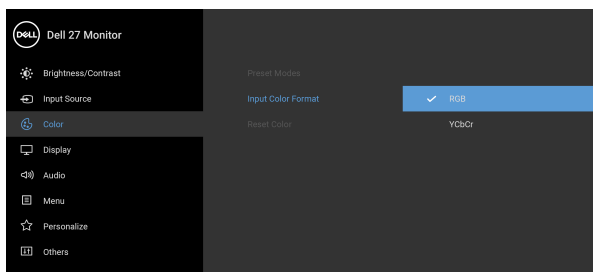 DELL Dell 27 Monitor
Brightness/Contrast
Input Source
Color
Display
Audio
Menu
Personalize
Others
Preset Modes
Input Color Format
Reset Color
RGB
YCbCr